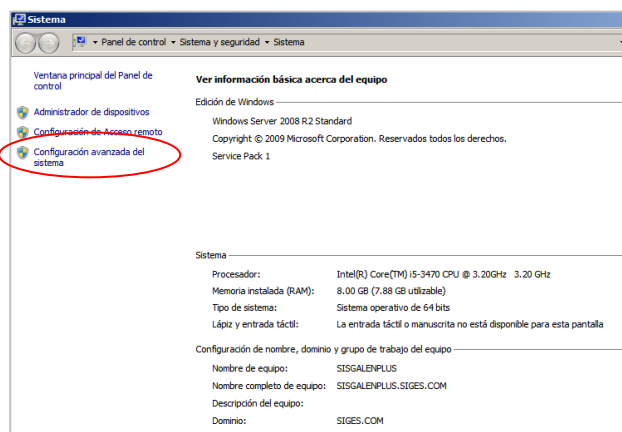 Sistema
Panel de control Sistema y seguridad Sistema
Ventana principal del Panel de
control
Administrador de dispositivos
Configuración de Acceso remoto
Configuración avanzada del
sistema
Ver información básica acerca del equipo
Edición de Windows
Windows Server 2008 R2 Standard
Copyright © 2009 Microsoft Corporation. Reservados todos los derechos.
Service Pack 1
Sistema
Procesador: Intel(R) Core(TM) i5-3470 CPU @ 3.20GHz 3.20 GHz
Memoria instalada (RAM): 8.00 GB (7.88 GB utilizable)
Tipo de sistema: Sistema operativo de 64 bits
Lápiz y entrada táctil: La entrada táctil o manuscrita no está disponible para esta pantalla
Configuración de nombre, dominio y grupo de trabajo del equipo
Nombre de equipo: SISGALENPLUS
Nombre completo de equipo: SISGALENPLUS.SIGES.COM
Descripción del equipo:
Dominio: SIGES.COM